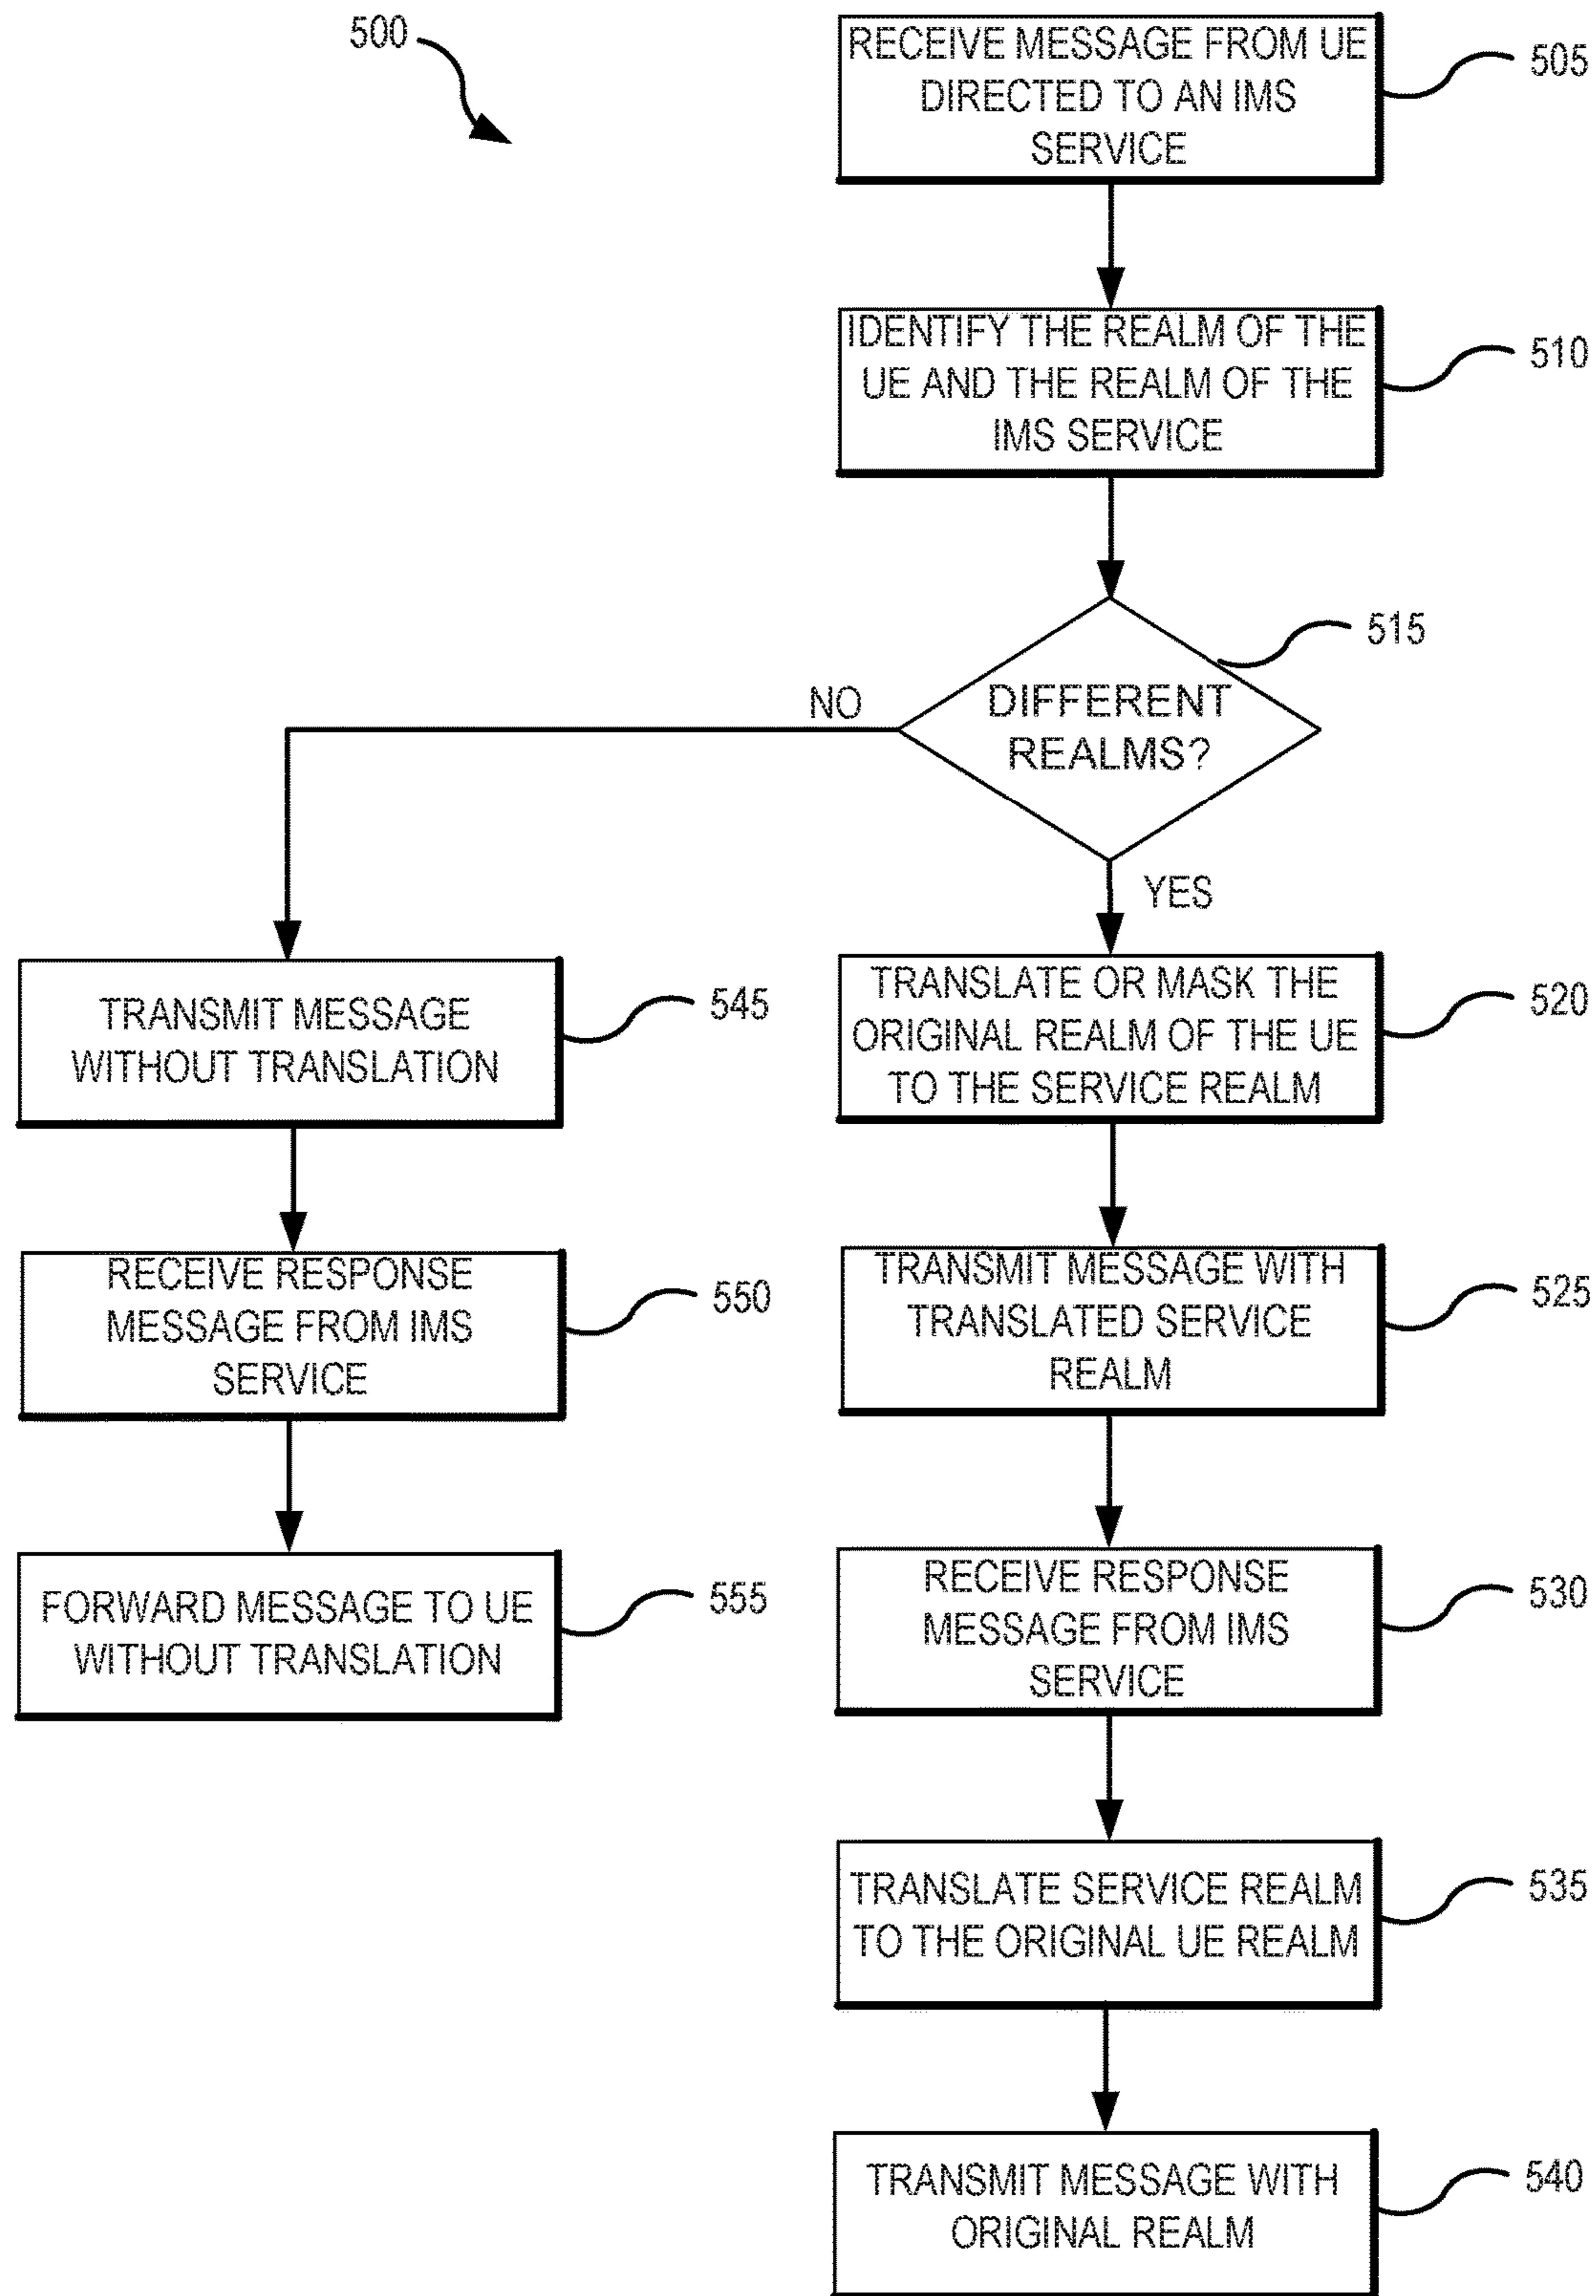 500
RECEIVE MESSAGE FROM UE
DIRECTED TO AN IMS
SERVICE
505
IDENTIFY THE REALM OF THE
UE AND THE REALM OF THE
IMS SERVICE
510
DIFFERENT
REALMS?
515
NO
YES
TRANSMIT MESSAGE
WITHOUT TRANSLATION
545
TRANSLATE OR MASK THE
ORIGINAL REALM OF THE UE
TO THE SERVICE REALM
520
RECEIVE RESPONSE
MESSAGE FROM IMS
SERVICE
550
TRANSMIT MESSAGE WITH
TRANSLATED SERVICE
REALM
525
FORWARD MESSAGE TO UE
WITHOUT TRANSLATION
555
RECEIVE RESPONSE
MESSAGE FROM IMS
SERVICE
530
TRANSLATE SERVICE REALM
TO THE ORIGINAL UE REALM
535
TRANSMIT MESSAGE WITH
ORIGINAL REALM
540